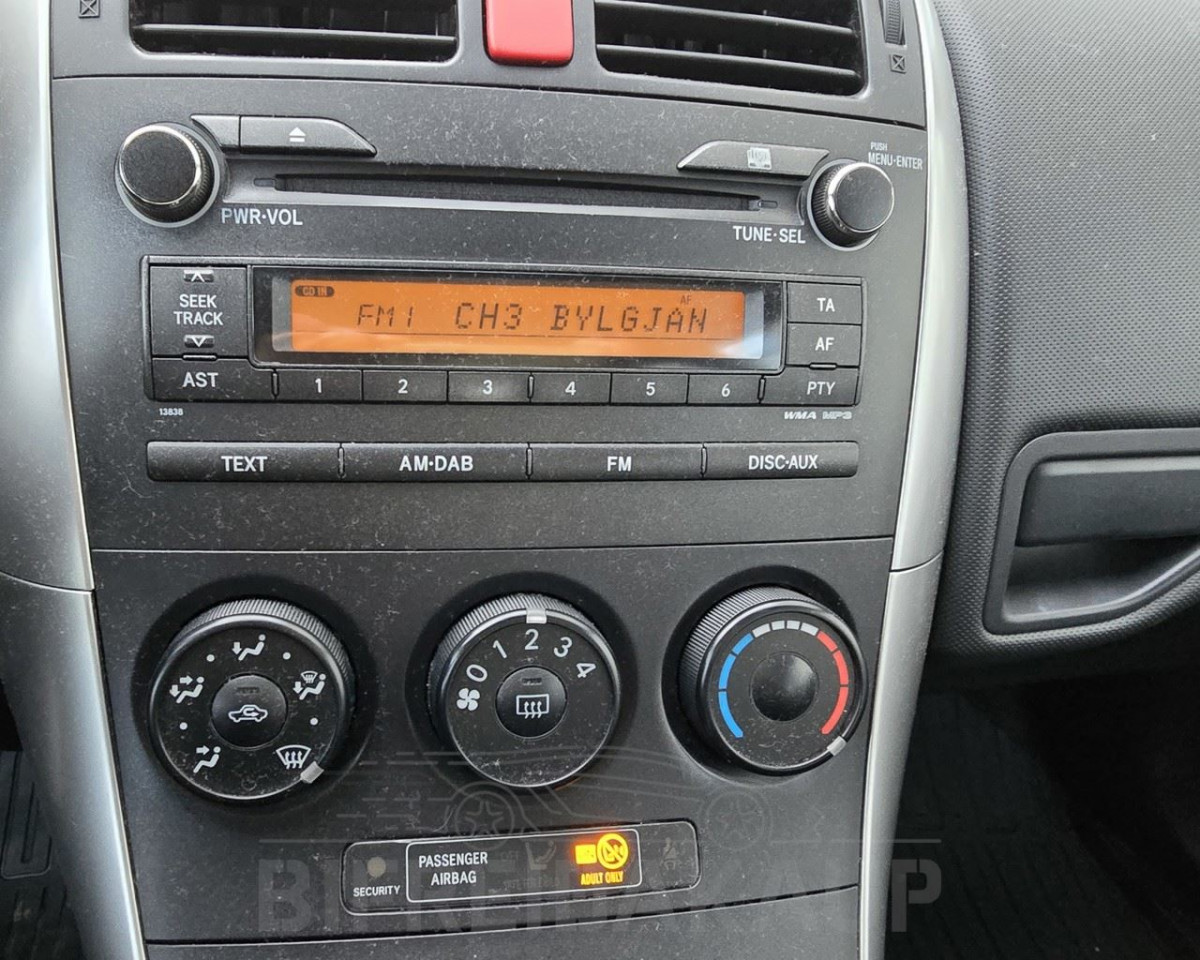 PUSH
MENU·ENTER
PWR·VOL
TUNE·SEL
CD IN
AF
FM1 CH3 BYLGJAN
SEEK
TRACK
TA
AF
AST
1 2 3 4 5 6
PTY
13838
WMA MP3
TEXT
AM·DAB
FM
DISC·AUX
0 1 2 3 4
SECURITY
PASSENGER
AIRBAG
ADULT ONLY